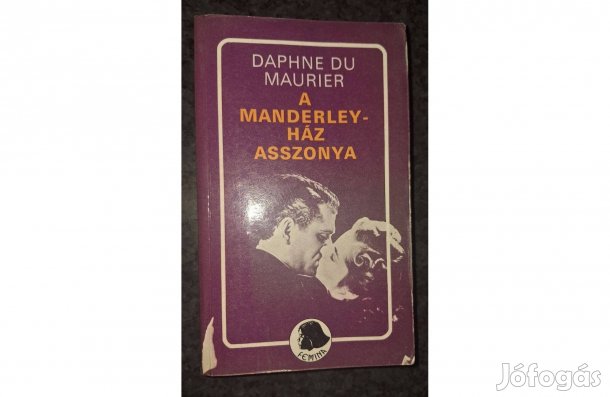 DAPHNE DU
MAURIER
A
MANDERLEY-
HÁZ
ASSZONYA
FEMINA
Jófogás